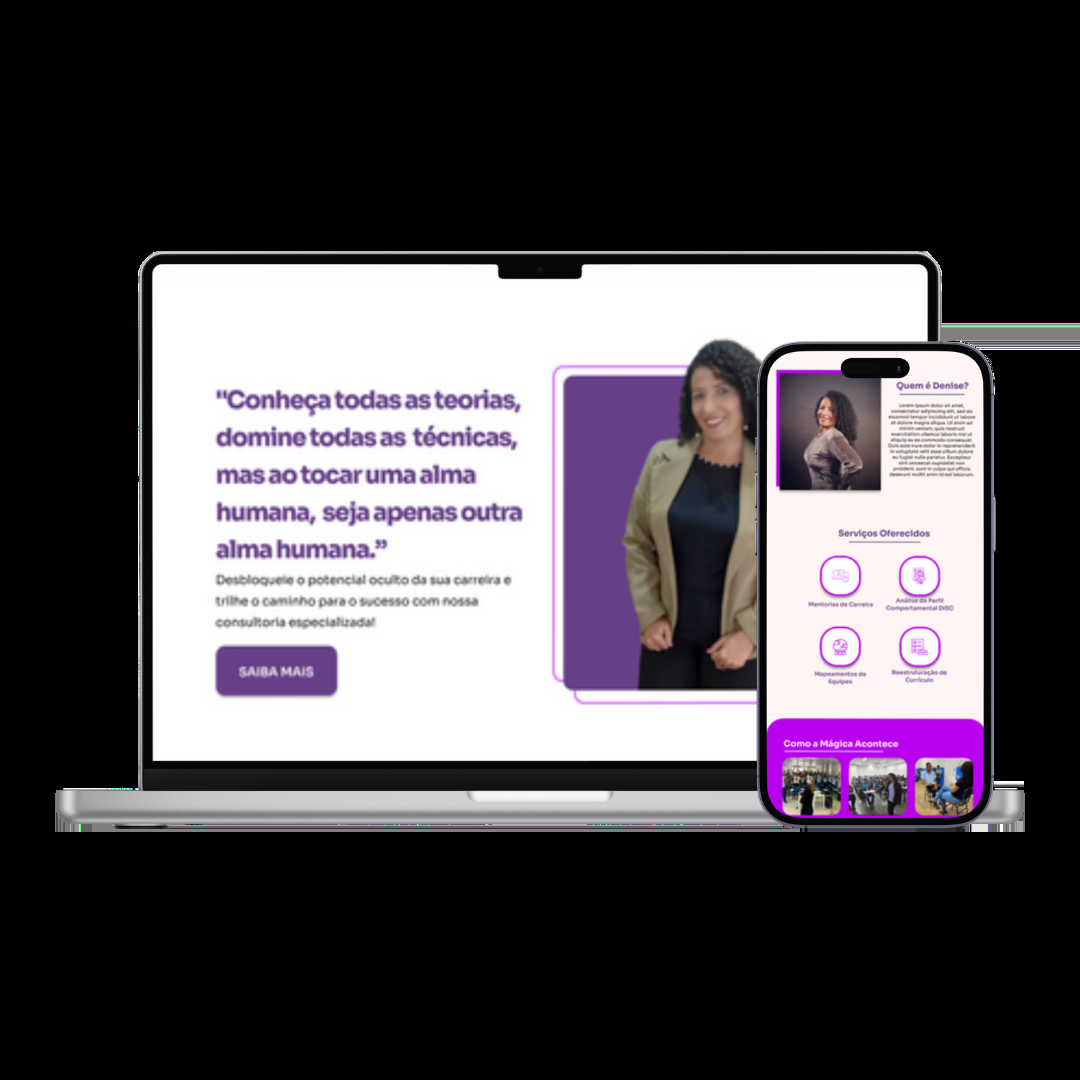 "Conheça todas as teorias,
domine todas as técnicas,
mas ao tocar uma alma
humana, seja apenas outra
alma humana.”
Desbloqueie o potencial oculto da sua carreira e
trilhe o caminho para o sucesso com nossa
consultoria especializada!
SAIBA MAIS
Quem é Denise?
Lorem ipsum dolor sit amet,
consectetur adipiscing elit, sed do
eiusmod tempor incididunt ut labore
et dolore magna aliqua. Ut enim ad
minim veniam, quis nostrud
exercitation ullamco laboris nisi ut
aliquip ex ea commodo consequat.
Duis aute irure dolor in reprehenderit
in voluptate velit esse cillum dolore
eu fugiat nulla pariatur. Excepteur
sint occaecat cupidatat non
proident, sunt in culpa qui officia
deserunt mollit anim id est laborum.
Serviços Oferecidos
Mentorias de Carreira
Análise de Perfil
Comportamental DISC
Mapeamentos de
Equipes
Reestruturação de
Currículo
Como a Mágica Acontece